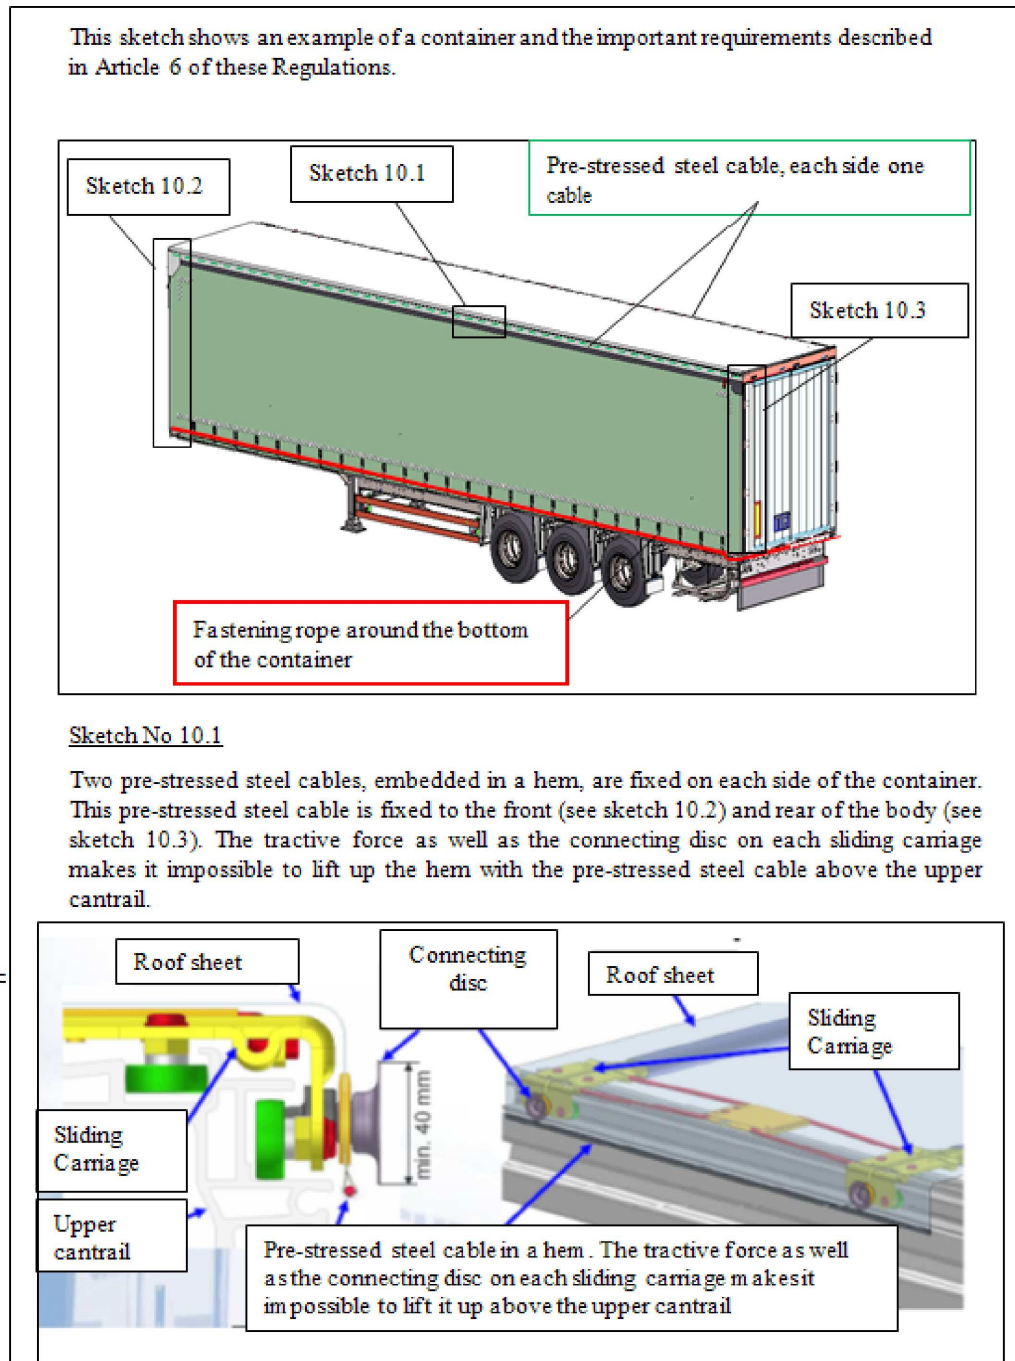 This sketch shows an example of a container and the important requirements described
in Article 6 of these Regulations.
Sketch 10.2
Sketch 10.1
Pre-stressed steel cable, each side one
cable
Sketch 10.3
Fastening rope around the bottom
of the container
Sketch No 10.1
Two pre-stressed steel cables, embedded in a hem, are fixed on each side of the container.
This pre-stressed steel cable is fixed to the front (see sketch 10.2) and rear of the body (see
sketch 10.3). The tractive force as well as the connecting disc on each sliding carriage
makes it impossible to lift up the hem with the pre-stressed steel cable above the upper
cantrail.
Roof sheet
Connecting
disc
Roof sheet
Sliding
Carriage
min. 40 mm
Sliding
Carriage
Upper
cantrail
Pre-stressed steel cable in a hem. The tractive force as well
as the connecting disc on each sliding carriage makes it
impossible to lift it up above the upper cantrail